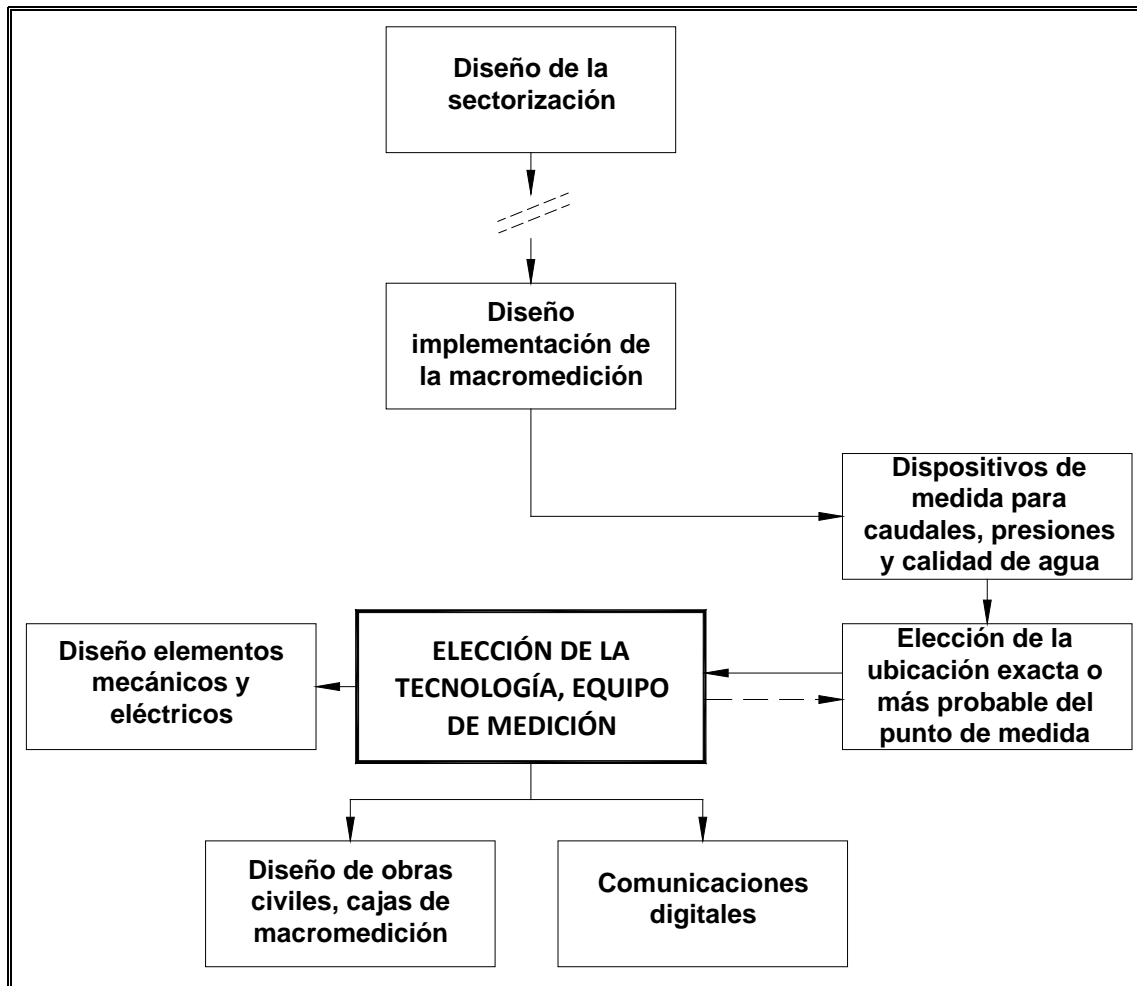 Diseño de la
sectorización
Diseño
implementación de
la macromedición
Dispositivos de
medida para
caudales, presiones
y calidad de agua
Diseño elementos
mecánicos y
eléctricos
ELECCIÓN DE LA
TECNOLOGÍA, EQUIPO
DE MEDICIÓN
Elección de la
ubicación exacta o
más probable del
punto de medida
Diseño de obras
civiles, cajas de
macromedición
Comunicaciones
digitales